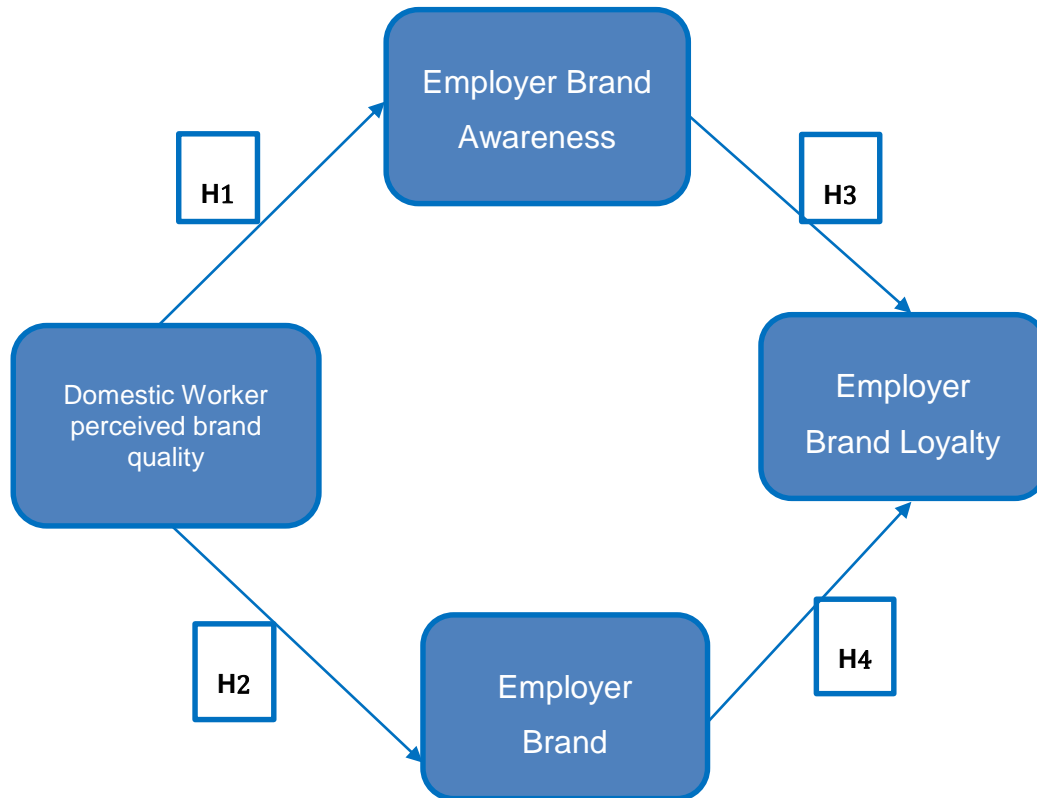 Employer Brand
Awareness
H1
H3
Domestic Worker
perceived brand
quality
Employer
Brand Loyalty
H2
H4
Employer
Brand